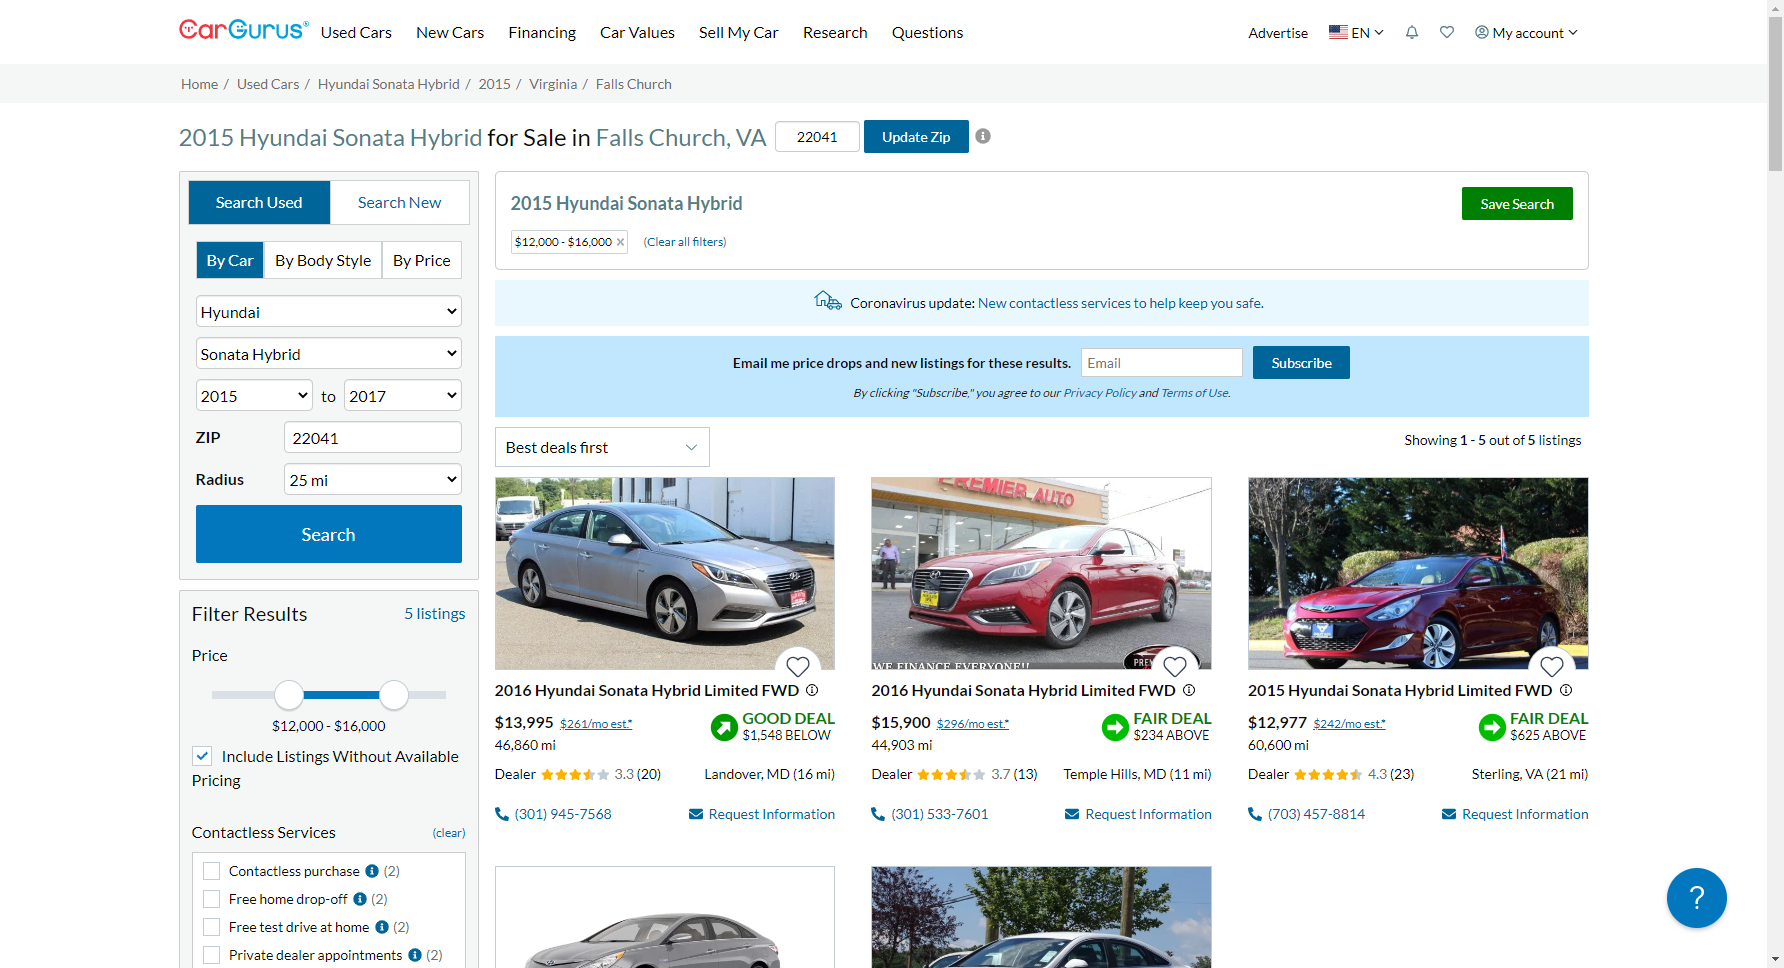 CarGurus®
Used Cars
New Cars
Financing
Car Values
Sell My Car
Research
Questions
Advertise
EN
My account
Home / Used Cars / Hyundai Sonata Hybrid / 2015 / Virginia / Falls Church
2015 Hyundai Sonata Hybrid for Sale in Falls Church, VA
22041
Update Zip
Search Used
Search New
By Car
By Body Style
By Price
Hyundai
Sonata Hybrid
2015 to 2017
ZIP 22041
Radius 25 mi
Search
Filter Results
5 listings
Price
$12,000 - $16,000
Include Listings Without Available
Pricing
Contactless Services
(clear)
Contactless purchase (2)
Free home drop-off (2)
Free test drive at home (2)
Private dealer appointments (2)
2015 Hyundai Sonata Hybrid
Save Search
$12,000 - $16,000 ×
(Clear all filters)
Coronavirus update: New contactless services to help keep you safe.
Email me price drops and new listings for these results.
Email
Subscribe
By clicking "Subscribe," you agree to our Privacy Policy and Terms of Use.
Best deals first
Showing 1 - 5 out of 5 listings
2016 Hyundai Sonata Hybrid Limited FWD
$13,995 $261/mo est.*
GOOD DEAL
$1,548 BELOW
46,860 mi
Dealer 3.3 (20)
Landover, MD (16 mi)
(301) 945-7568
Request Information
PREMIER AUTO
WE FINANCE EVERYONE!!
2016 Hyundai Sonata Hybrid Limited FWD
$15,900 $296/mo est.*
FAIR DEAL
$234 ABOVE
44,903 mi
Dealer 3.7 (13)
Temple Hills, MD (11 mi)
(301) 533-7601
Request Information
2015 Hyundai Sonata Hybrid Limited FWD
$12,977 $242/mo est.*
FAIR DEAL
$625 ABOVE
60,600 mi
Dealer 4.3 (23)
Sterling, VA (21 mi)
(703) 457-8814
Request Information
?